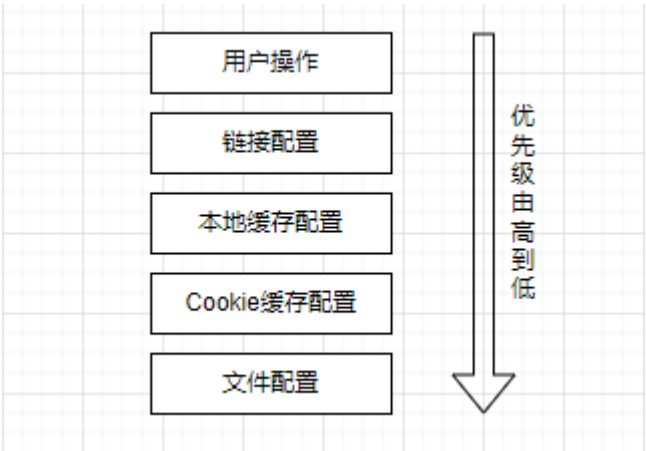 用户操作
链接配置
本地缓存配置
Cookie缓存配置
文件配置
优先级由高到低